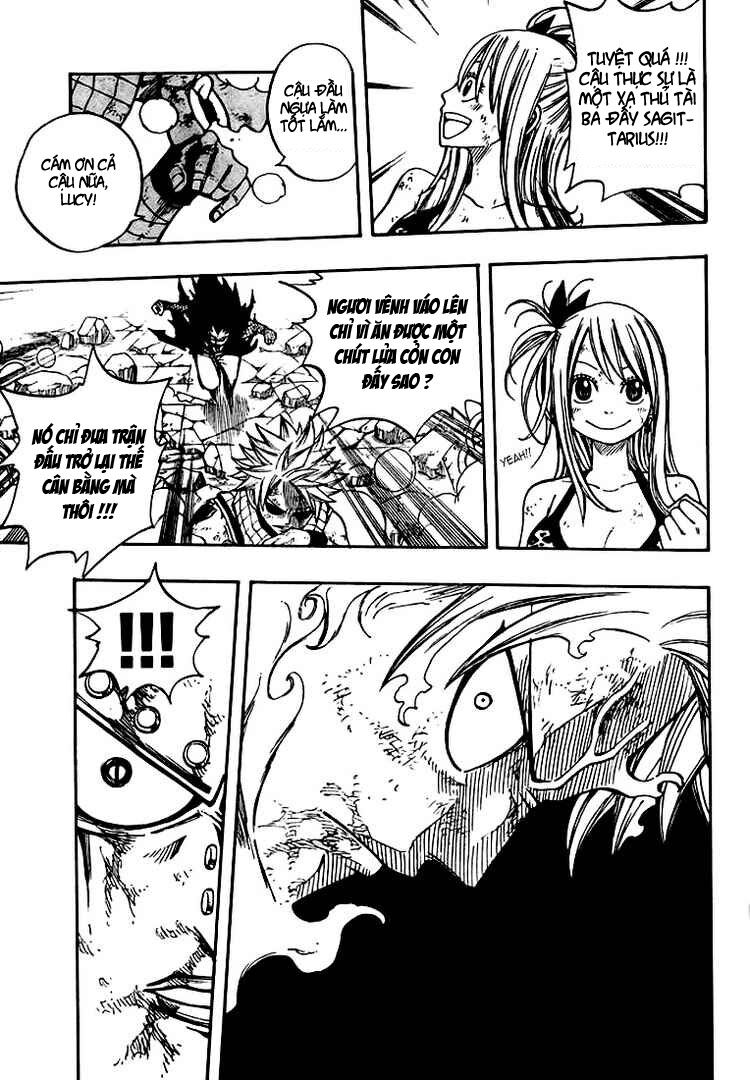 TUYỆT QUÁ !!!
CẬU THỰC SỰ LÀ
MỘT XẠ THỦ TÀI
BA ĐẤY SAGIT-
TARIUS!!!
CẬU ĐẦU
NGỰA LÀM
TỐT LẮM...
CÁM ƠN CẢ
CẬU NỮA,
LUCY!
YEAH!!
NGƯƠI VÊNH VÁO LÊN
CHỈ VÌ ĂN ĐƯỢC MỘT
CHÚT LỬA CỎN CON
ĐẤY SAO ?
NÓ CHỈ ĐƯA TRẬN
ĐẤU TRỞ LẠI THẾ
CÂN BẰNG MÀ
THÔI !!!
!!!